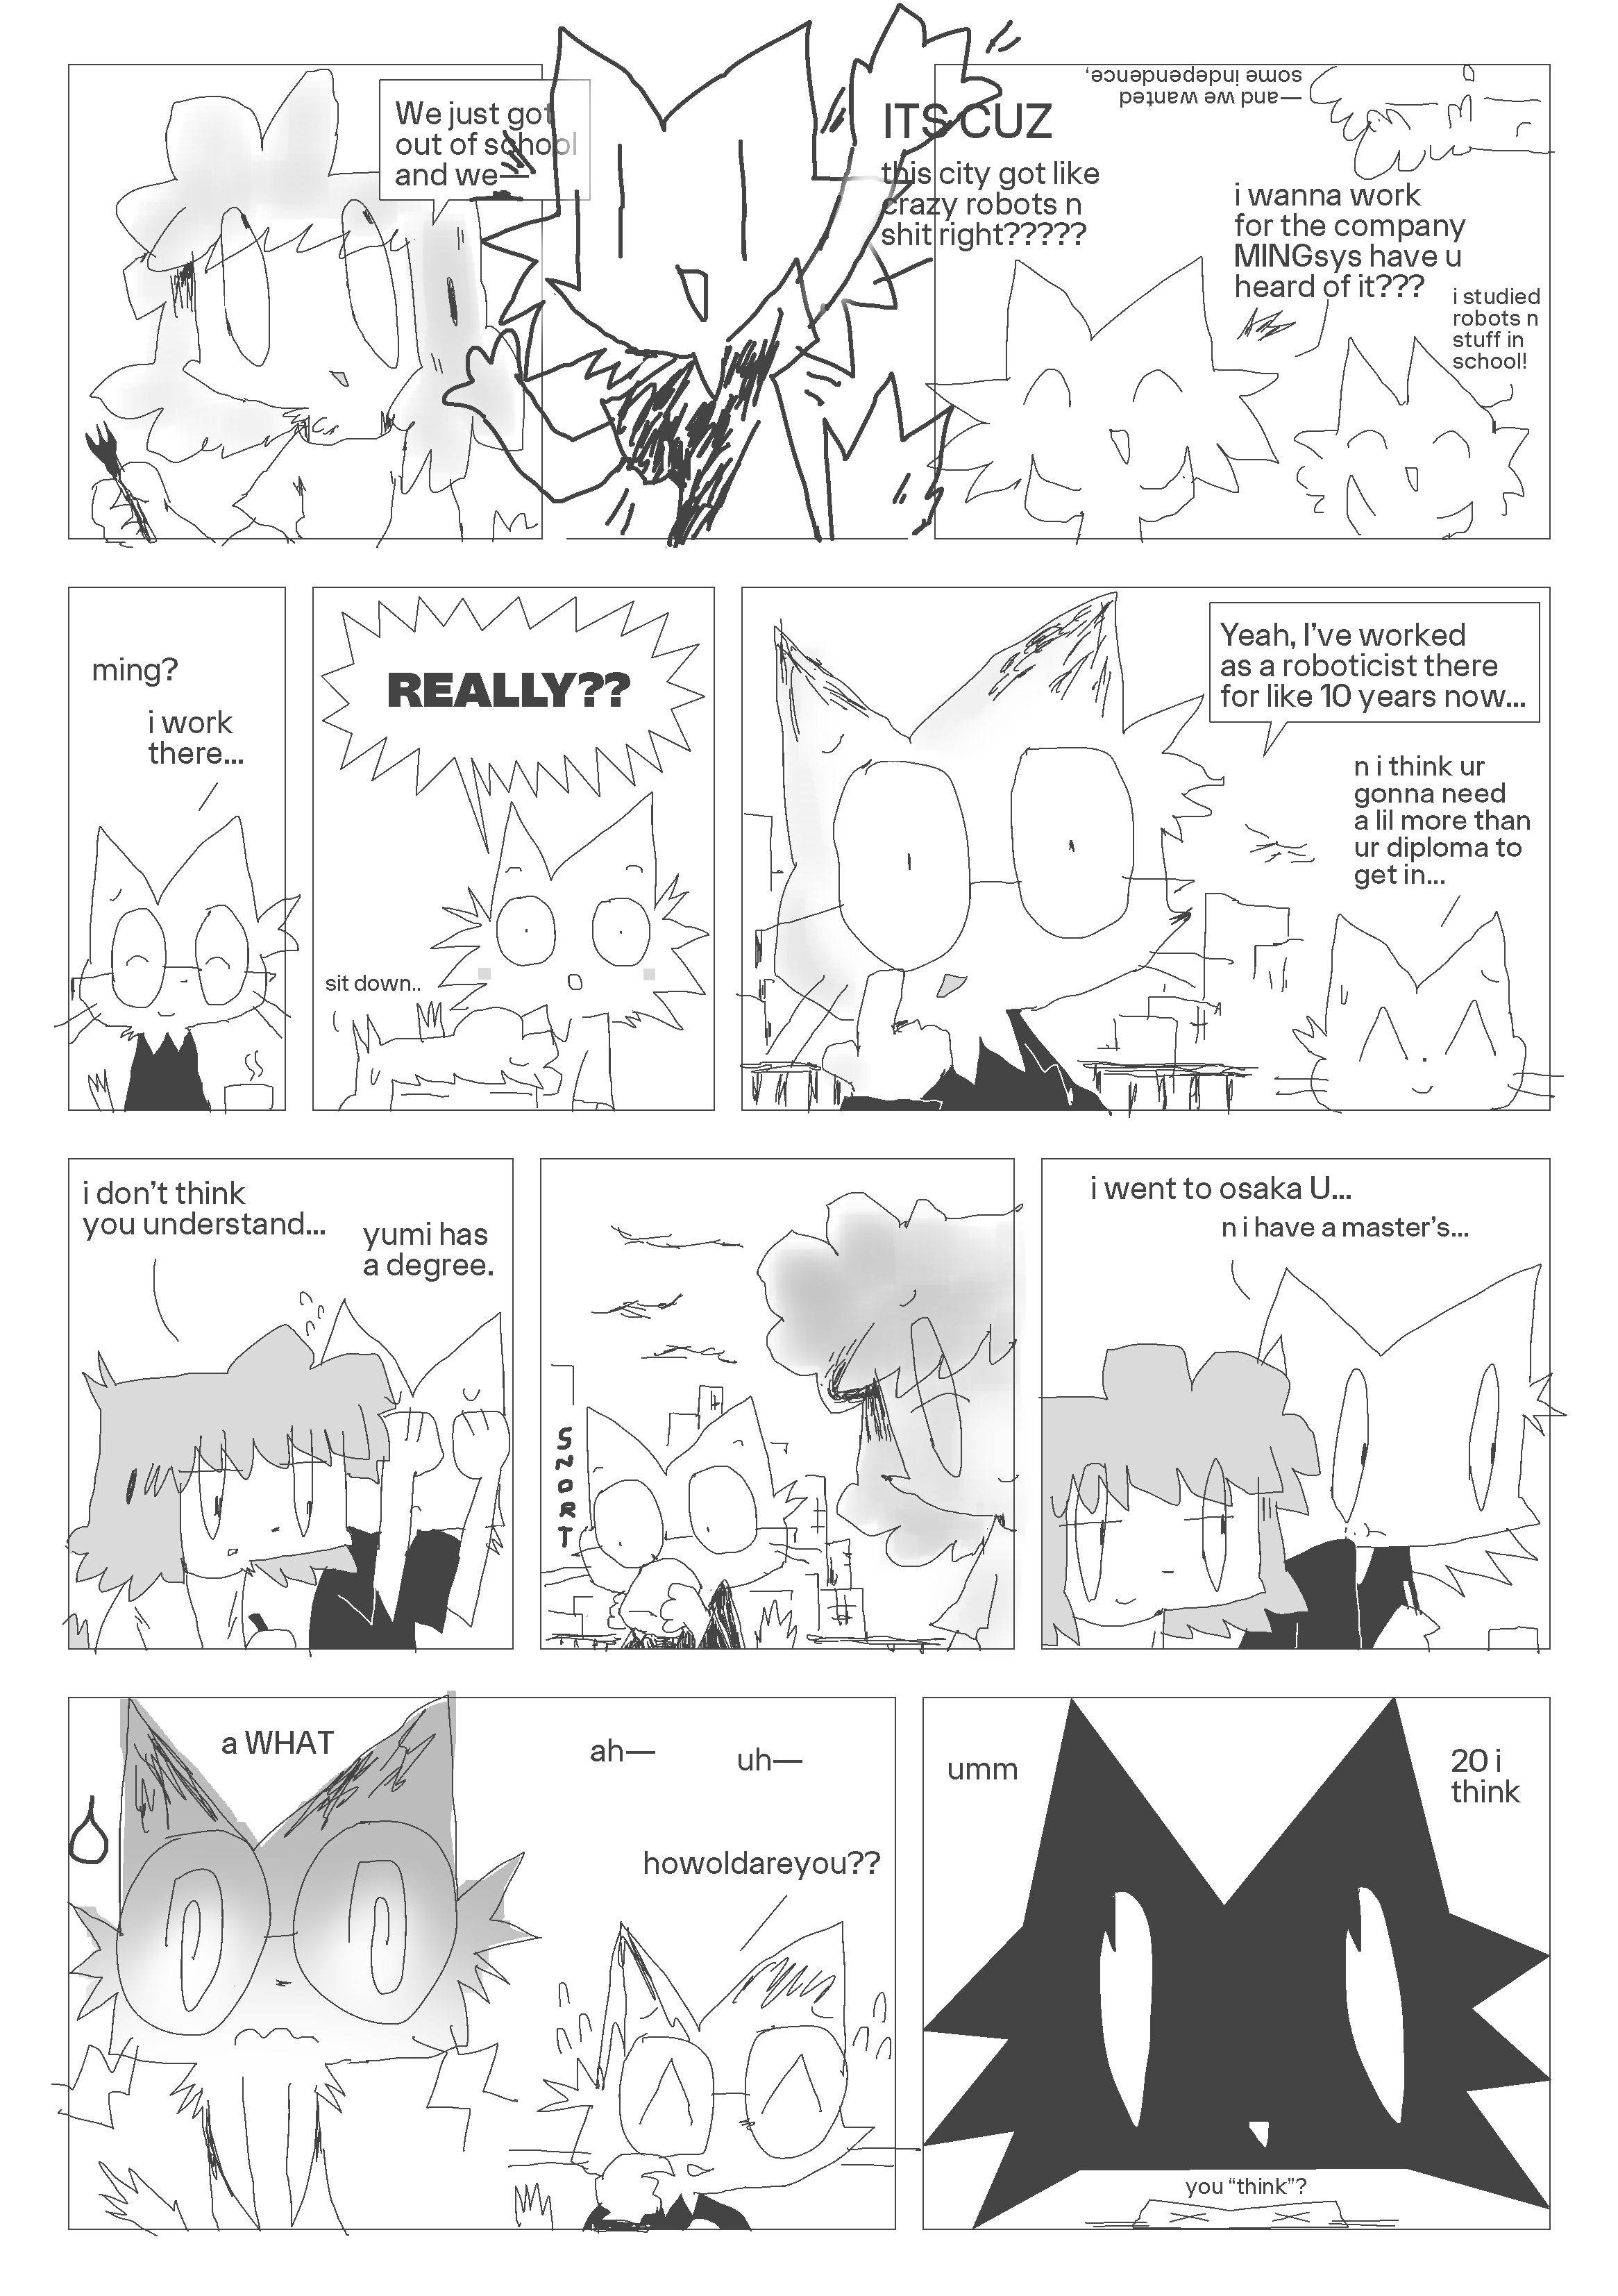 We just got
out of school
and we—
ITS CUZ
this city got like
crazy robots n
shit right?????
—and we wanted
some independence,
i wanna work
for the company
MINGsys have u
heard of it???
i studied
robots n
stuff in
school!
ming?
i work
there...
REALLY??
sit down..
Yeah, I've worked
as a roboticist there
for like 10 years now...
n i think ur
gonna need
a lil more than
ur diploma to
get in...
i don't think
you understand...
yumi has
a degree.
SNORT
i went to osaka U...
n i have a master's...
a WHAT
ah—
uh—
howoldareyou??
umm
20 i
think
you “think”?